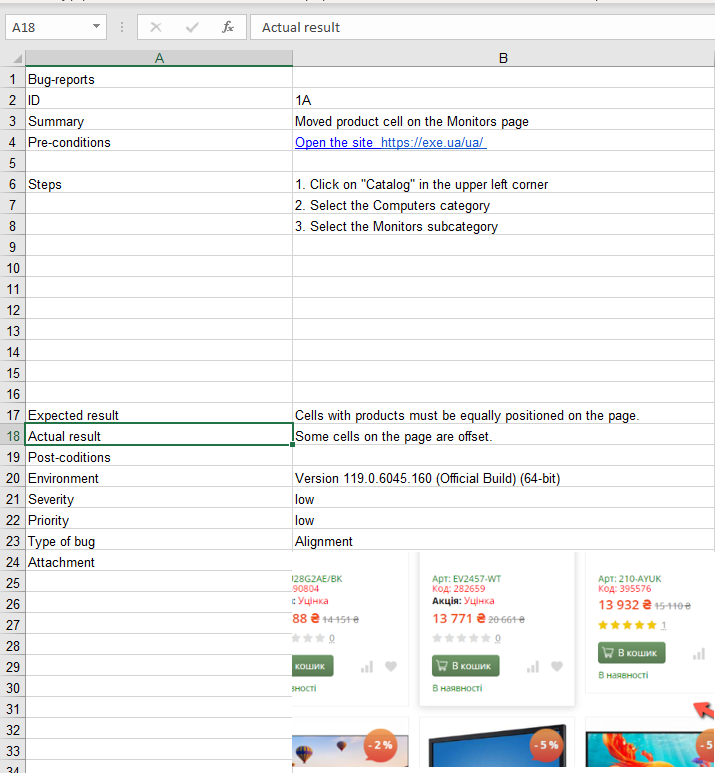 A18
fx
Actual result
A
B
1 Bug-reports
2 ID 1A
3 Summary Moved product cell on the Monitors page
4 Pre-conditions Open the site https://exe.ua/ua/
5
6 Steps 1. Click on "Catalog" in the upper left corner
7 2. Select the Computers category
8 3. Select the Monitors subcategory
9
10
11
12
13
14
15
16
17 Expected result Cells with products must be equally positioned on the page.
18 Actual result Some cells on the page are offset.
19 Post-coditions
20 Environment Version 119.0.6045.160 (Official Build) (64-bit)
21 Severity low
22 Priority low
23 Type of bug Alignment
24 Attachment
25
26
27
28
29
30
31
32
33
34
J28G2AE/BK
90804
: Уцінка
88 ₴ 14 151 ₴
0
кошик
вності
Арт: EV2457-WT
Код: 282659
Акція: Уцінка
13 771 ₴ 20 661 ₴
0
В кошик
В наявності
Арт: 210-AYUK
Код: 395576
13 932 ₴ 15 110 ₴
1
В кошик
В наявності
-2%
-5%
-5